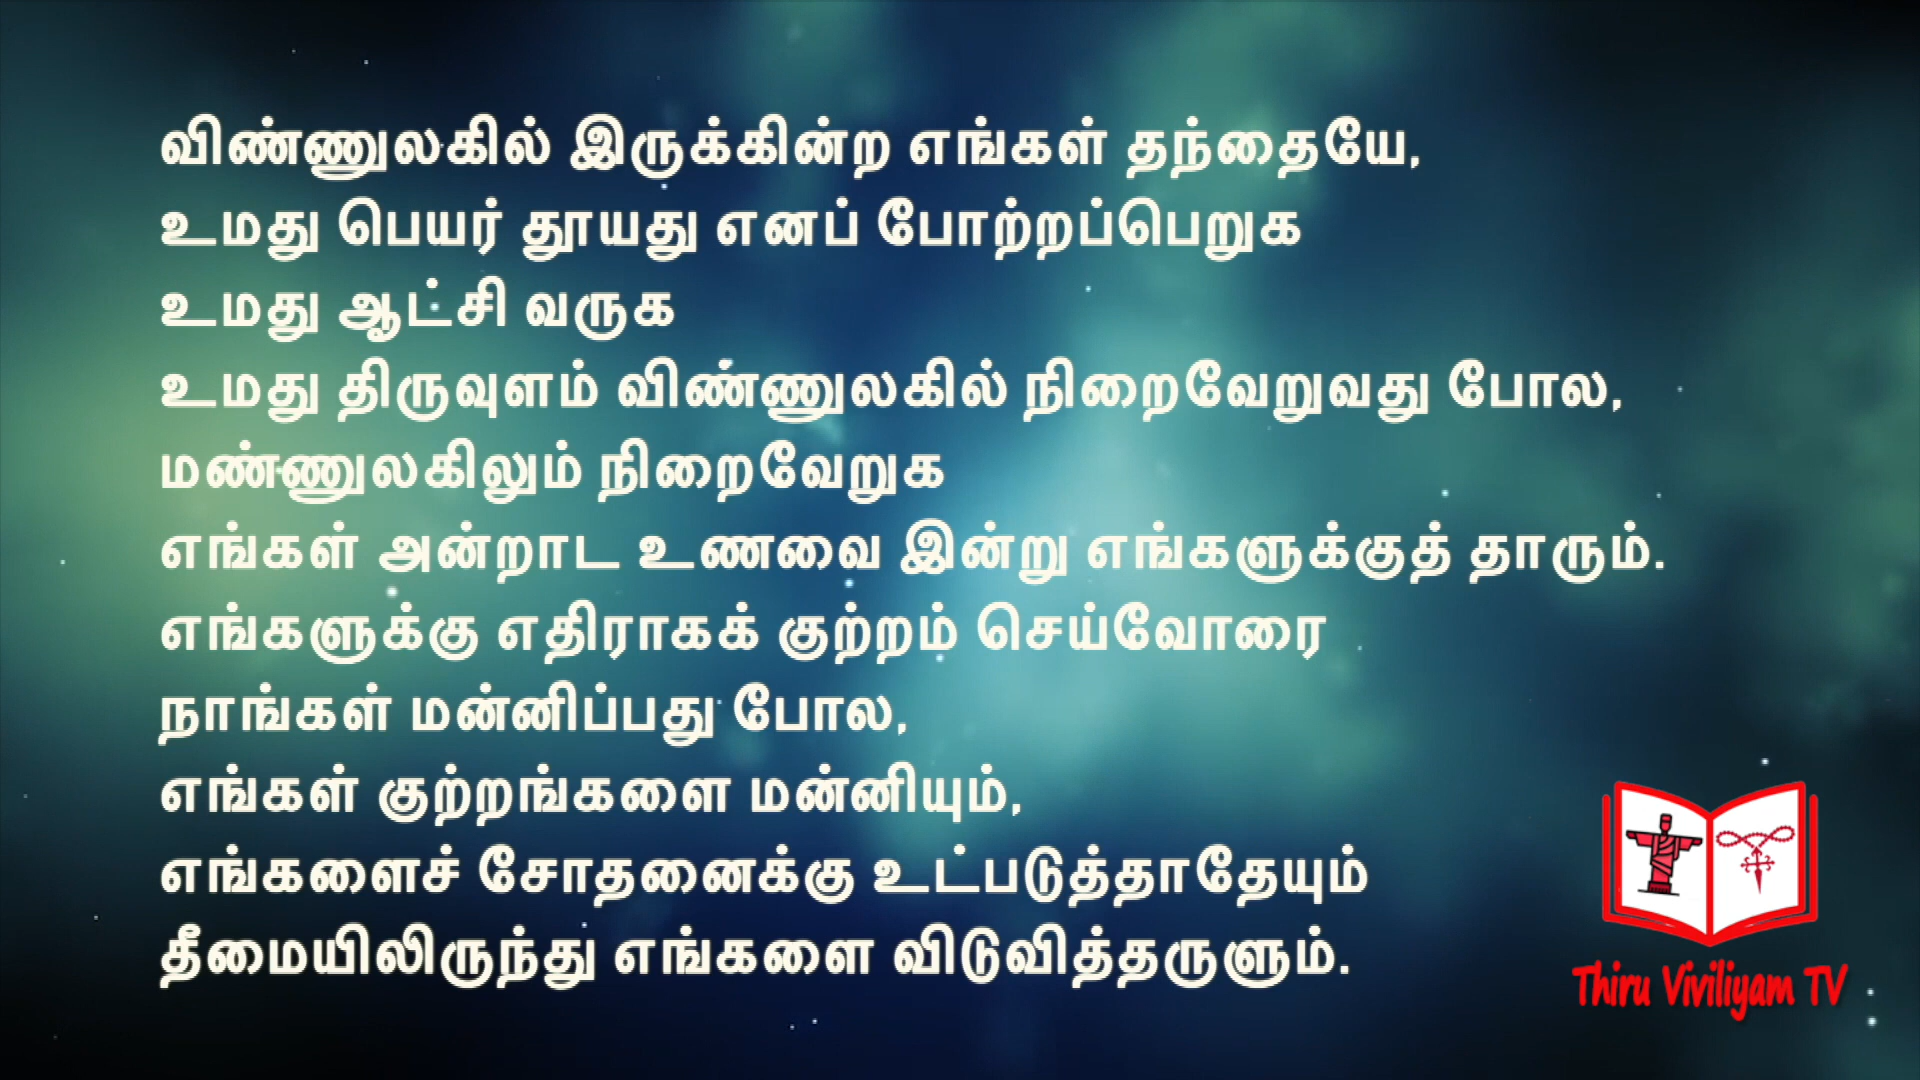 விண்ணுலகில் இருக்கின்ற எங்கள் தந்தையே,
உமது பெயர் தூயது எனப் போற்றப்பெறுக
உமது ஆட்சி வருக
உமது திருவுளம் விண்ணுலகில் நிறைவேறுவது போல,
மண்ணுலகிலும் நிறைவேறுக
எங்கள் அன்றாட உணவை இன்று எங்களுக்குத் தாரும்.
எங்களுக்கு எதிராகக் குற்றம் செய்வோரை
நாங்கள் மன்னிப்பது போல,
எங்கள் குற்றங்களை மன்னியும்,
எங்களைச் சோதனைக்கு உட்படுத்தாதேயும்
தீமையிலிருந்து எங்களை விடுவித்தருளும்.
Thiru Viviliyam TV